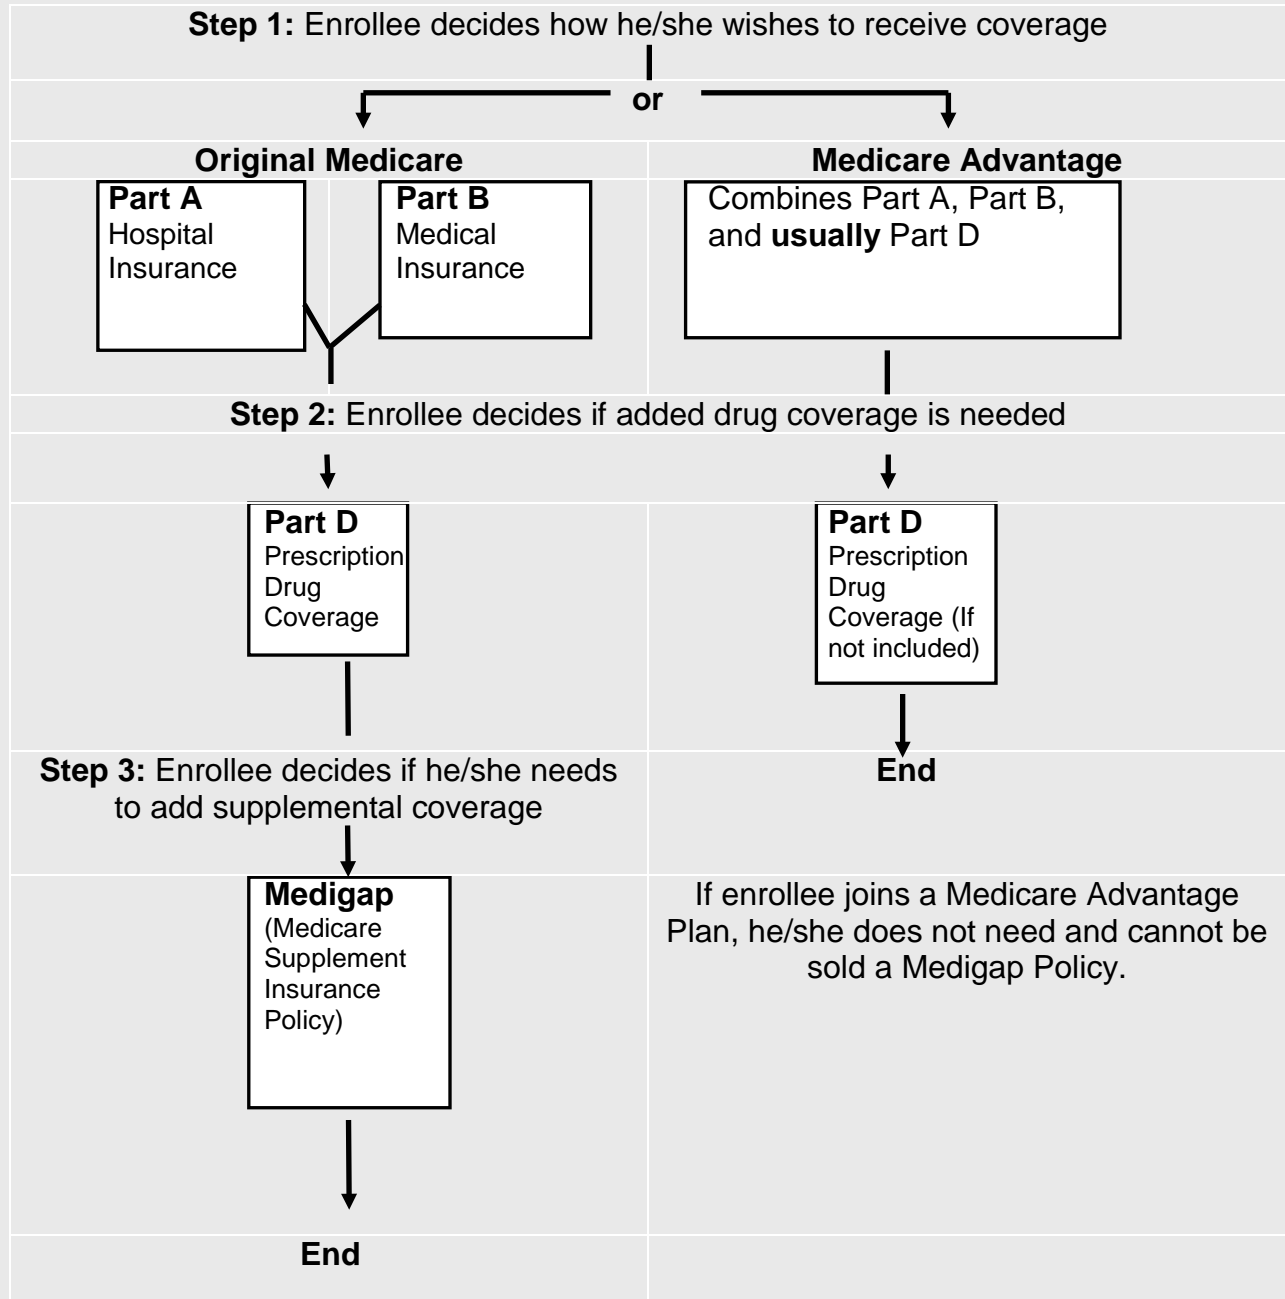 Step 1: Enrollee decides how he/she wishes to receive coverage
or
Original Medicare
Medicare Advantage
Part A
Hospital
Insurance
Part B
Medical
Insurance
Combines Part A, Part B,
and usually Part D
Step 2: Enrollee decides if added drug coverage is needed
Part D
Prescription
Drug
Coverage
Part D
Prescription
Drug
Coverage (If
not included)
Step 3: Enrollee decides if he/she needs
to add supplemental coverage
End
Medigap
(Medicare
Supplement
Insurance
Policy)
If enrollee joins a Medicare Advantage
Plan, he/she does not need and cannot be
sold a Medigap Policy.
End